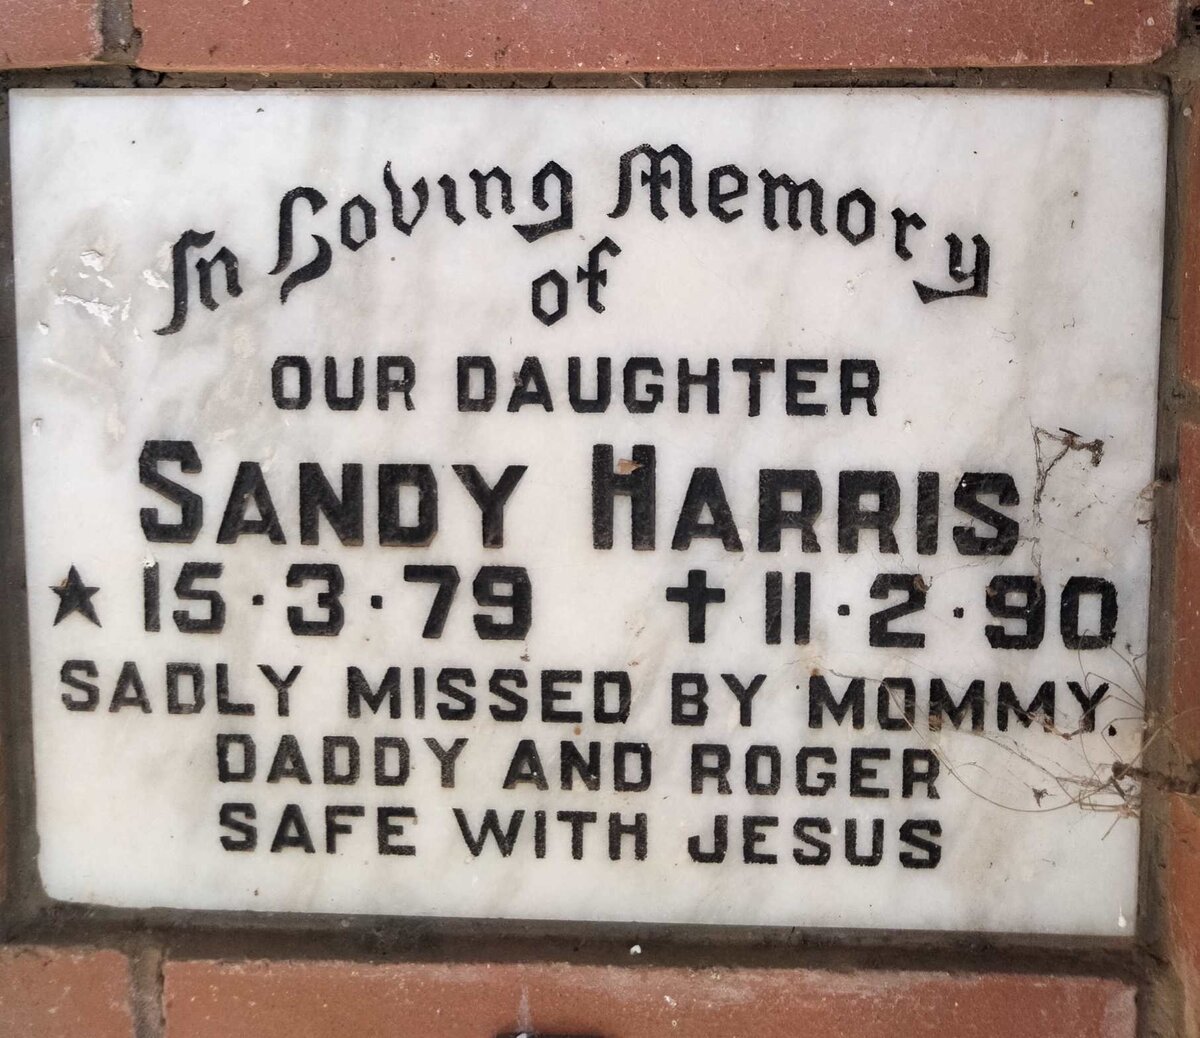 In Loving Memory
of
OUR DAUGHTER
SANDY HARRIS
★ 15·3·79 ✝ 11·2·90
SADLY MISSED BY MOMMY.
DADDY AND ROGER
SAFE WITH JESUS